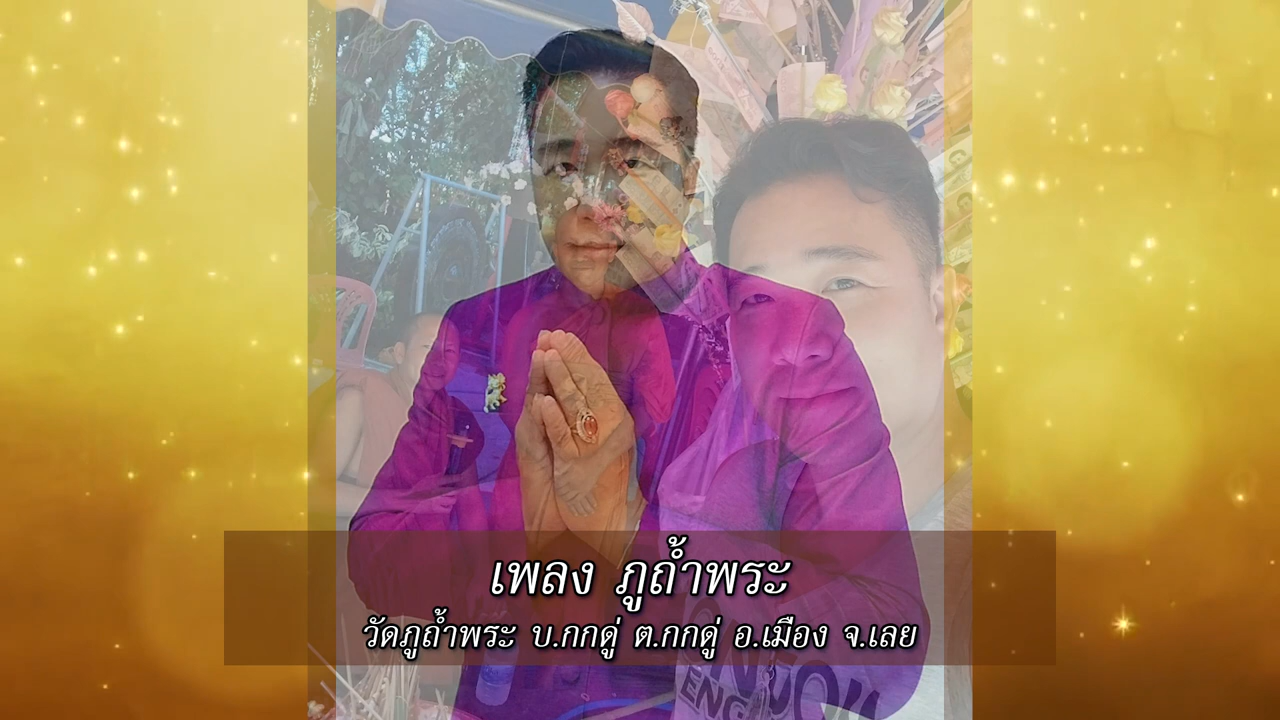 เพลง ภูถ้ำพระ
วัดภูถ้ำพระ บ.กกดู่ ต.กกดู่ อ.เมือง จ.เลย